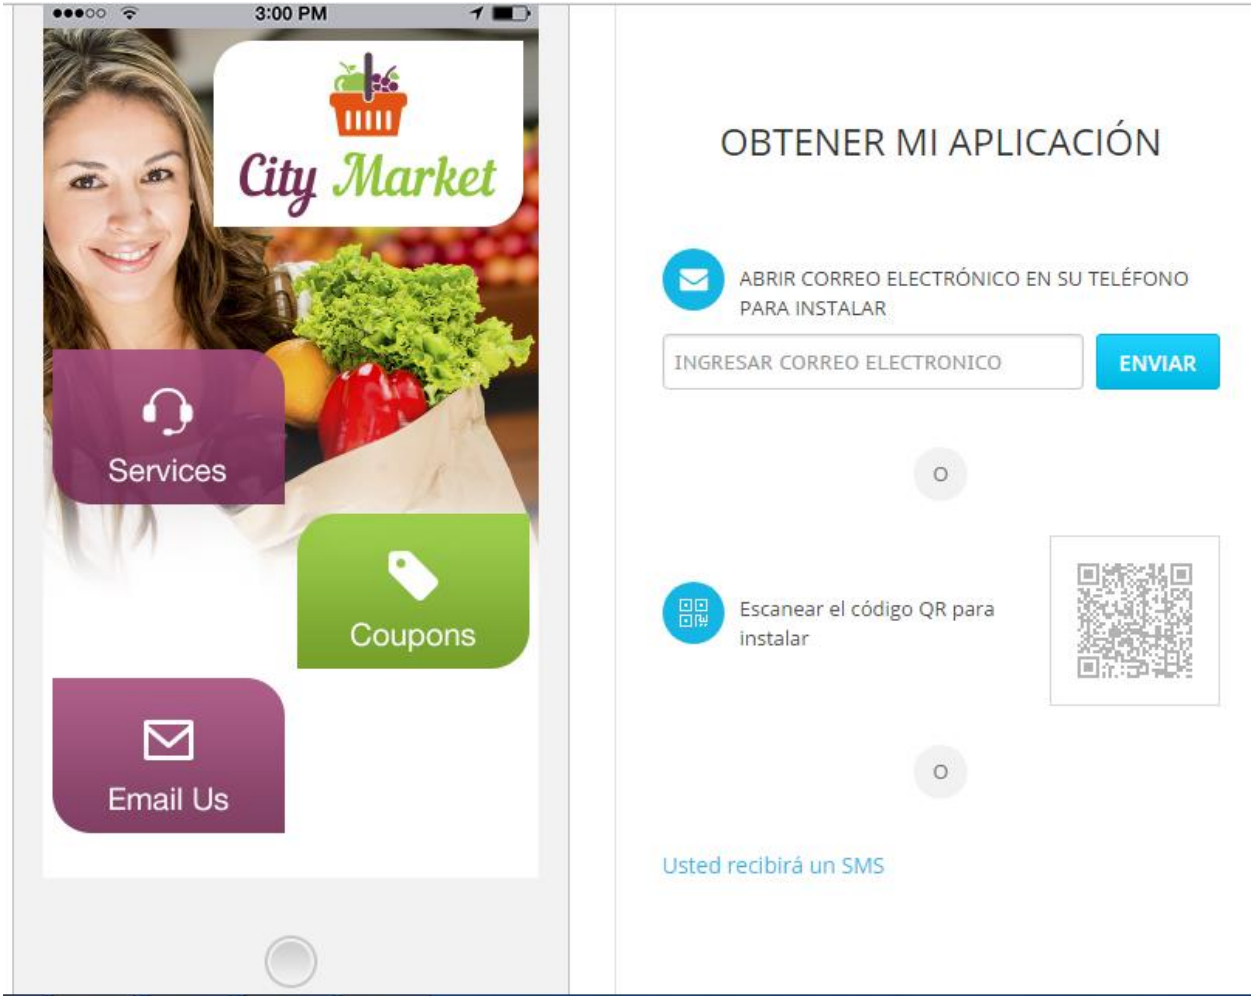 3:00 PM
City Market
Services
Coupons
Email Us
OBTENER MI APLICACIÓN
ABRIR CORREO ELECTRÓNICO EN SU TELÉFONO
PARA INSTALAR
INGRESAR CORREO ELECTRONICO
ENVIAR
O
Escanear el código QR para
instalar
O
Usted recibirá un SMS